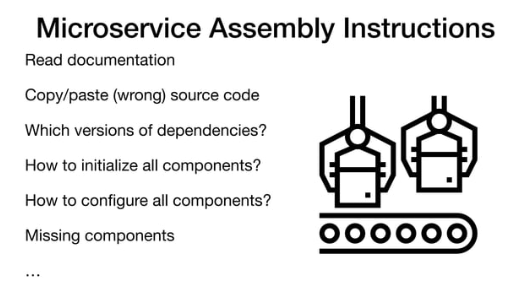 Microservice Assembly Instructions
Read documentation
Copy/paste (wrong) source code
Which versions of dependencies?
How to initialize all components?
How to configure all components?
Missing components
...